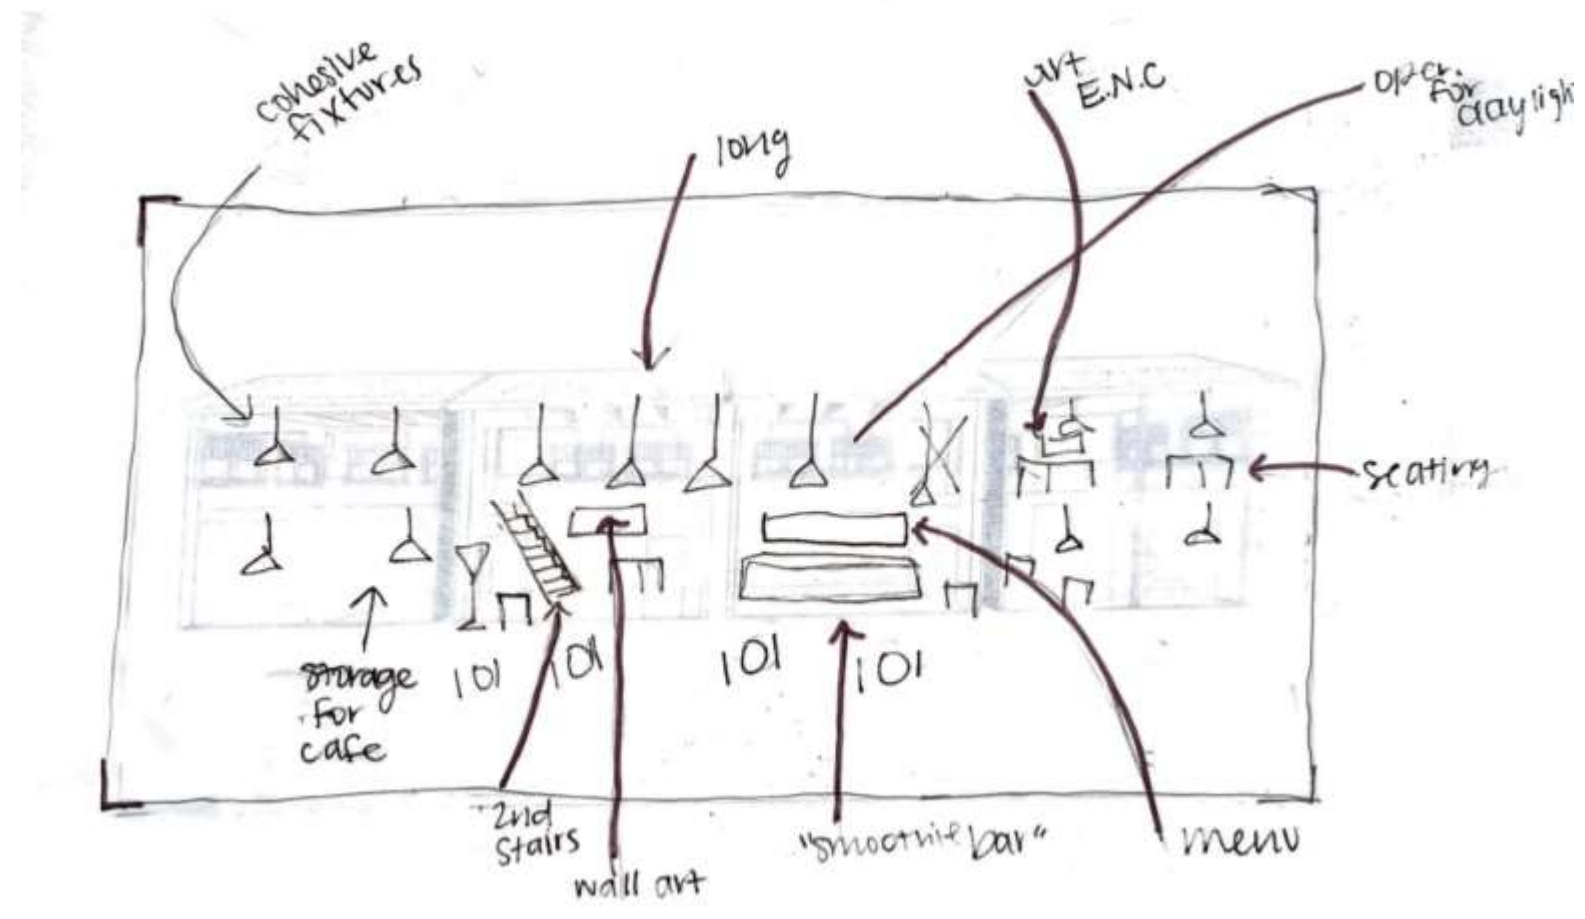 cohesive
fixtures
long
art
E.N.C
for
daylight
seating
storage
for
cafe
101
101
101
101
2nd
stairs
wall art
"smoothie bar"
menu